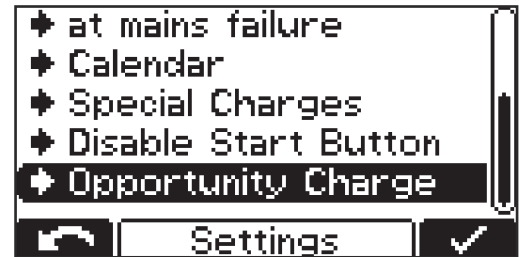 at mains failure
Calendar
Special Charges
Disable Start Button
Opportunity Charge
Settings